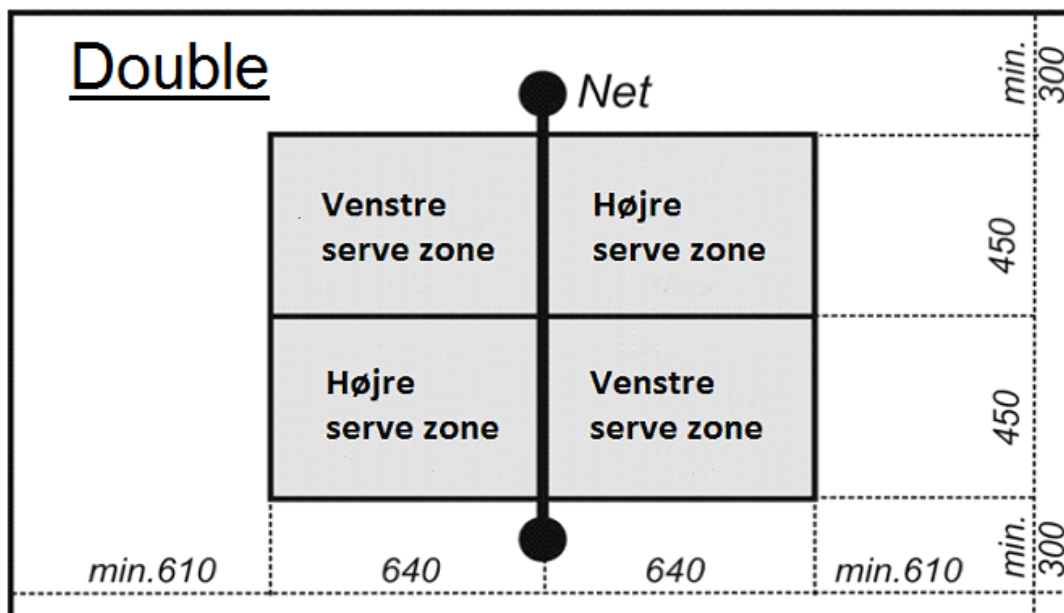 Double
Net
min.
300
Venstre
serve zone
Højre
serve zone
450
Højre
serve zone
Venstre
serve zone
450
min.
300
min.610
640
640
min.610